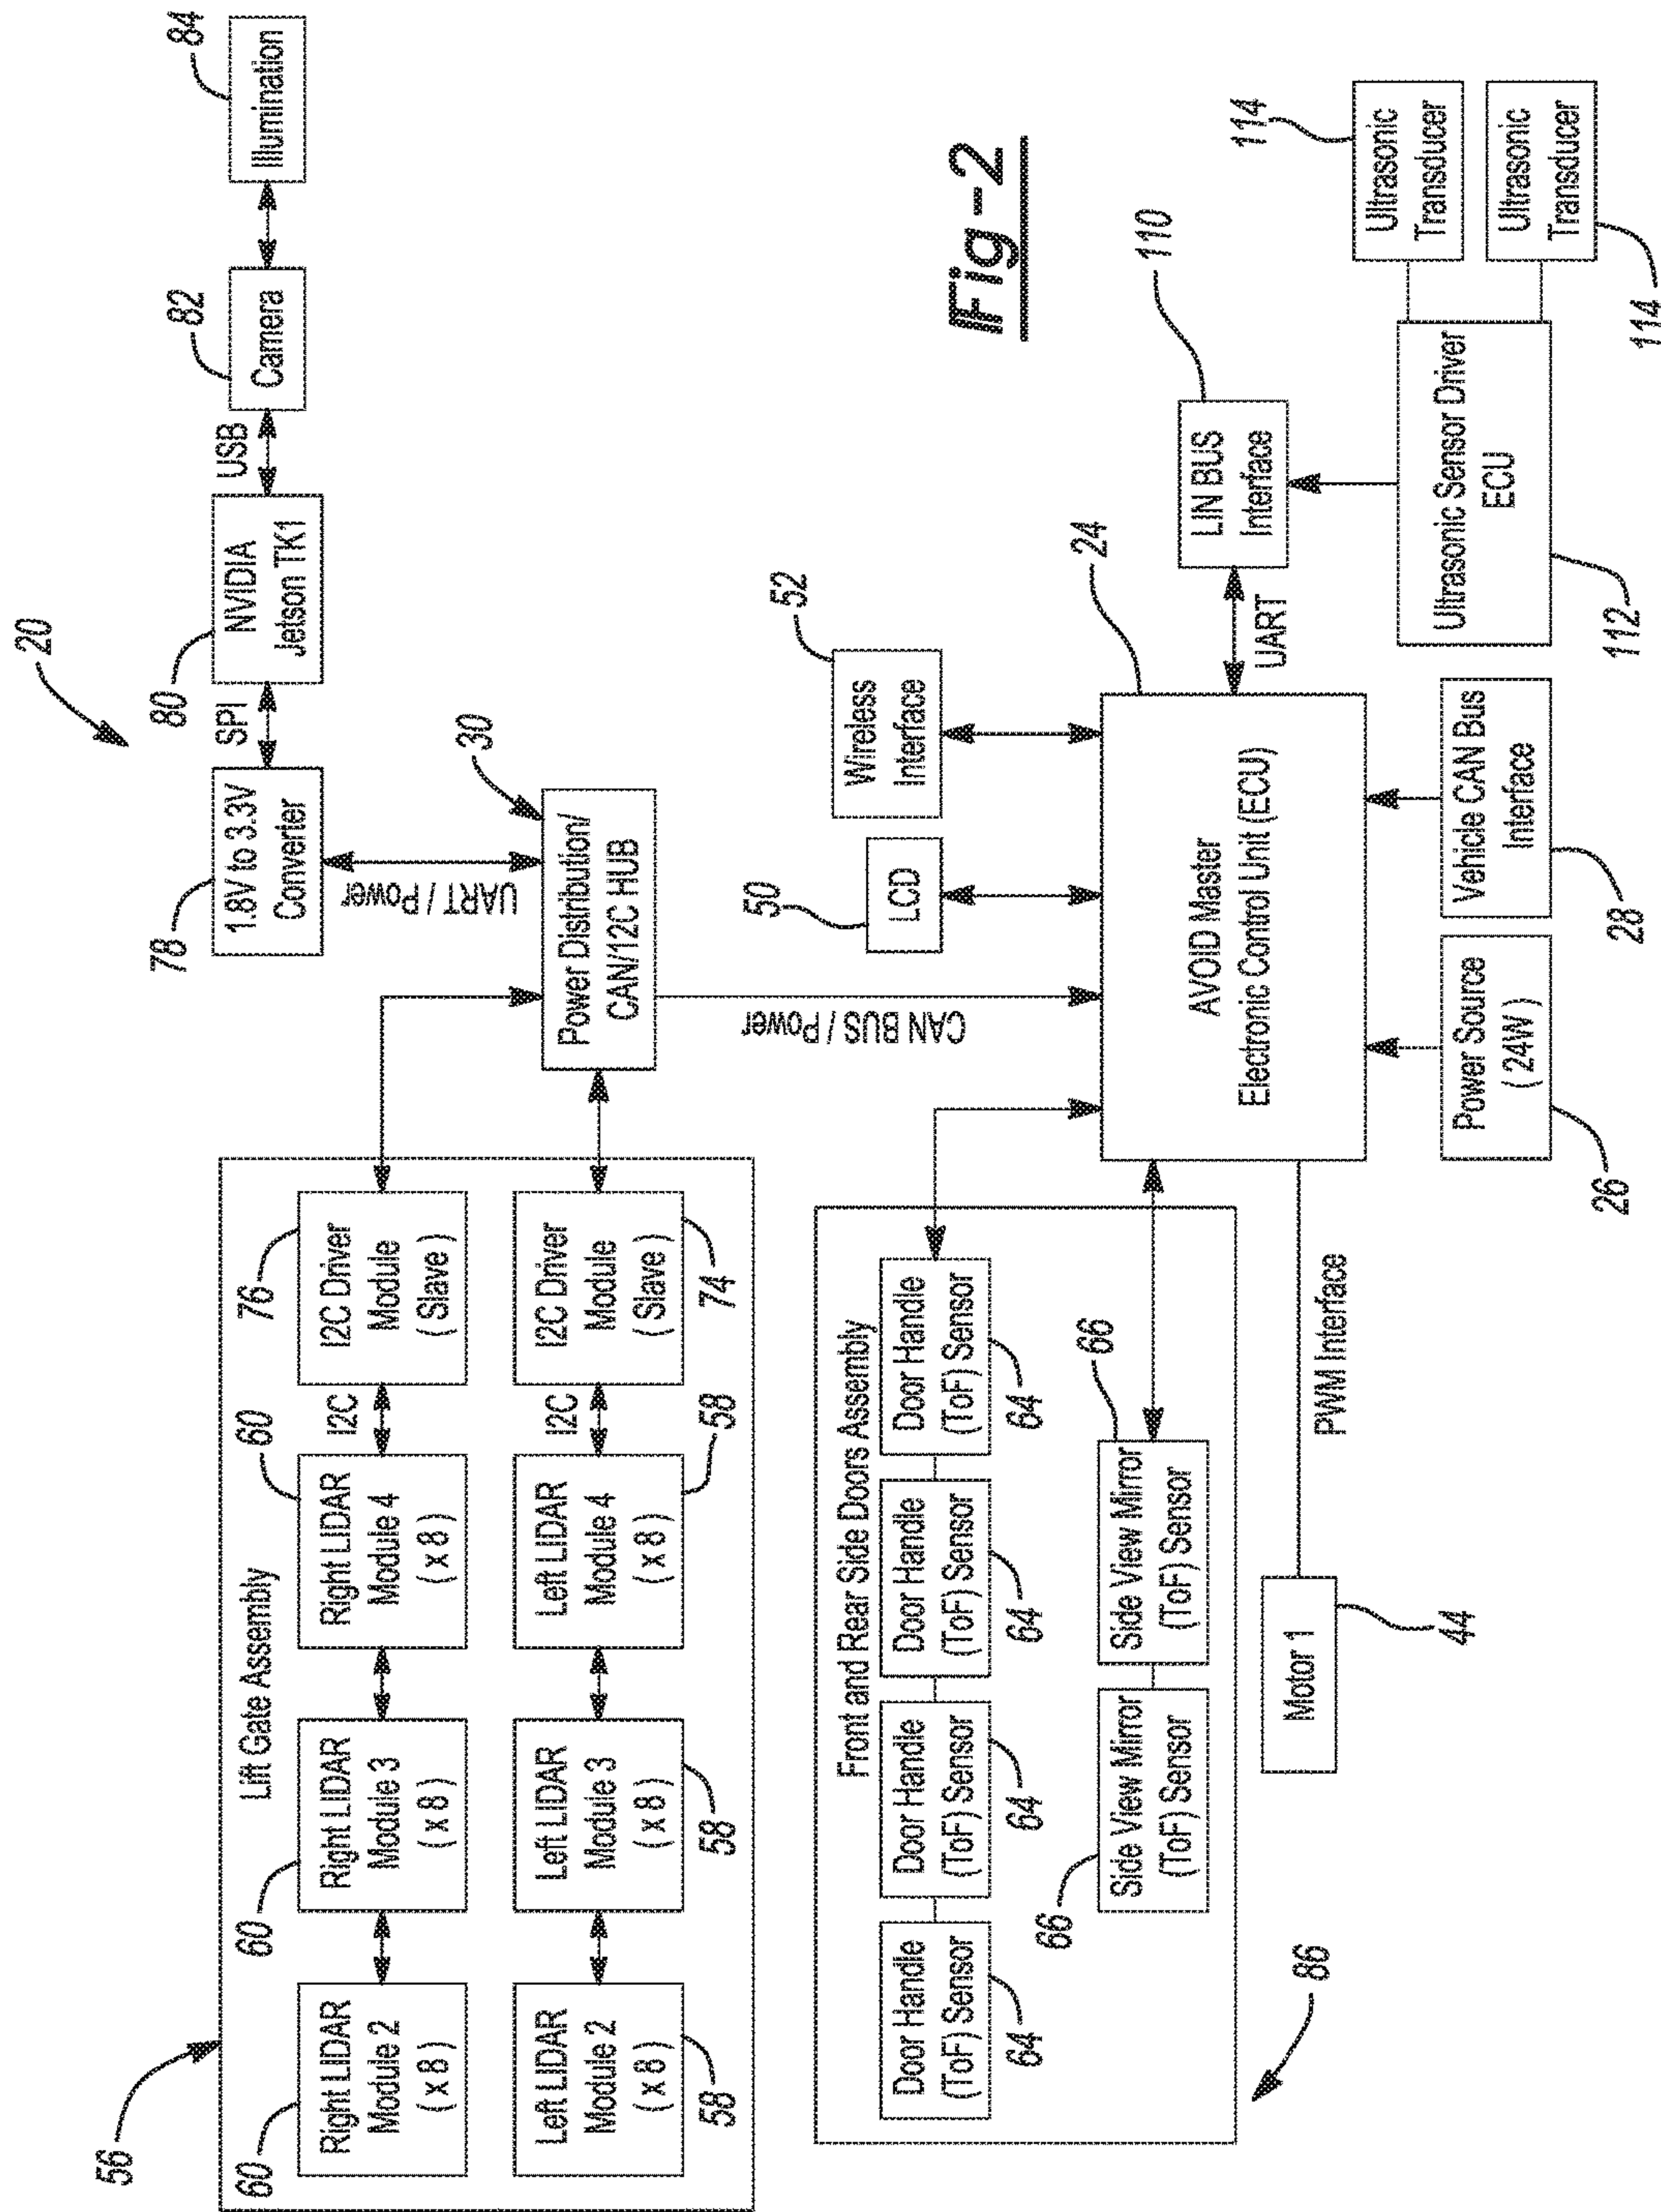 20
56
Lift Gate Assembly
60
Right LIDAR
Module 2
( x 8 )
60
Right LIDAR
Module 3
( x 8 )
60
Right LIDAR
Module 4
( x 8 )
I2C
76
I2C Driver
Module
( Slave )
Left LIDAR
Module 2
( x 8 )
58
Left LIDAR
Module 3
( x 8 )
58
Left LIDAR
Module 4
( x 8 )
58
I2C
I2C Driver
Module
( Slave )
74
78
1.8V to 3.3V
Converter
SPI
80
NVIDIA
Jetson TK1
USB
82
Camera
84
Illumination
UART / Power
30
Power Distribution/
CAN/12C HUB
CAN BUS / Power
50
LCD
52
Wireless
Interface
Front and Rear Side Doors Assembly
Door Handle
(ToF) Sensor
64
Door Handle
(ToF) Sensor
64
Door Handle
(ToF) Sensor
64
Door Handle
(ToF) Sensor
64
66
Side View Mirror
(ToF) Sensor
66
Side View Mirror
(ToF) Sensor
86
24
AVOID Master
Electronic Control Unit (ECU)
UART
110
LIN BUS
Interface
PWM Interface
Motor 1
44
Power Source
( 24W )
26
Vehicle CAN Bus
Interface
28
Ultrasonic Sensor Driver
ECU
112
114
Ultrasonic
Transducer
Ultrasonic
Transducer
114
Fig-2